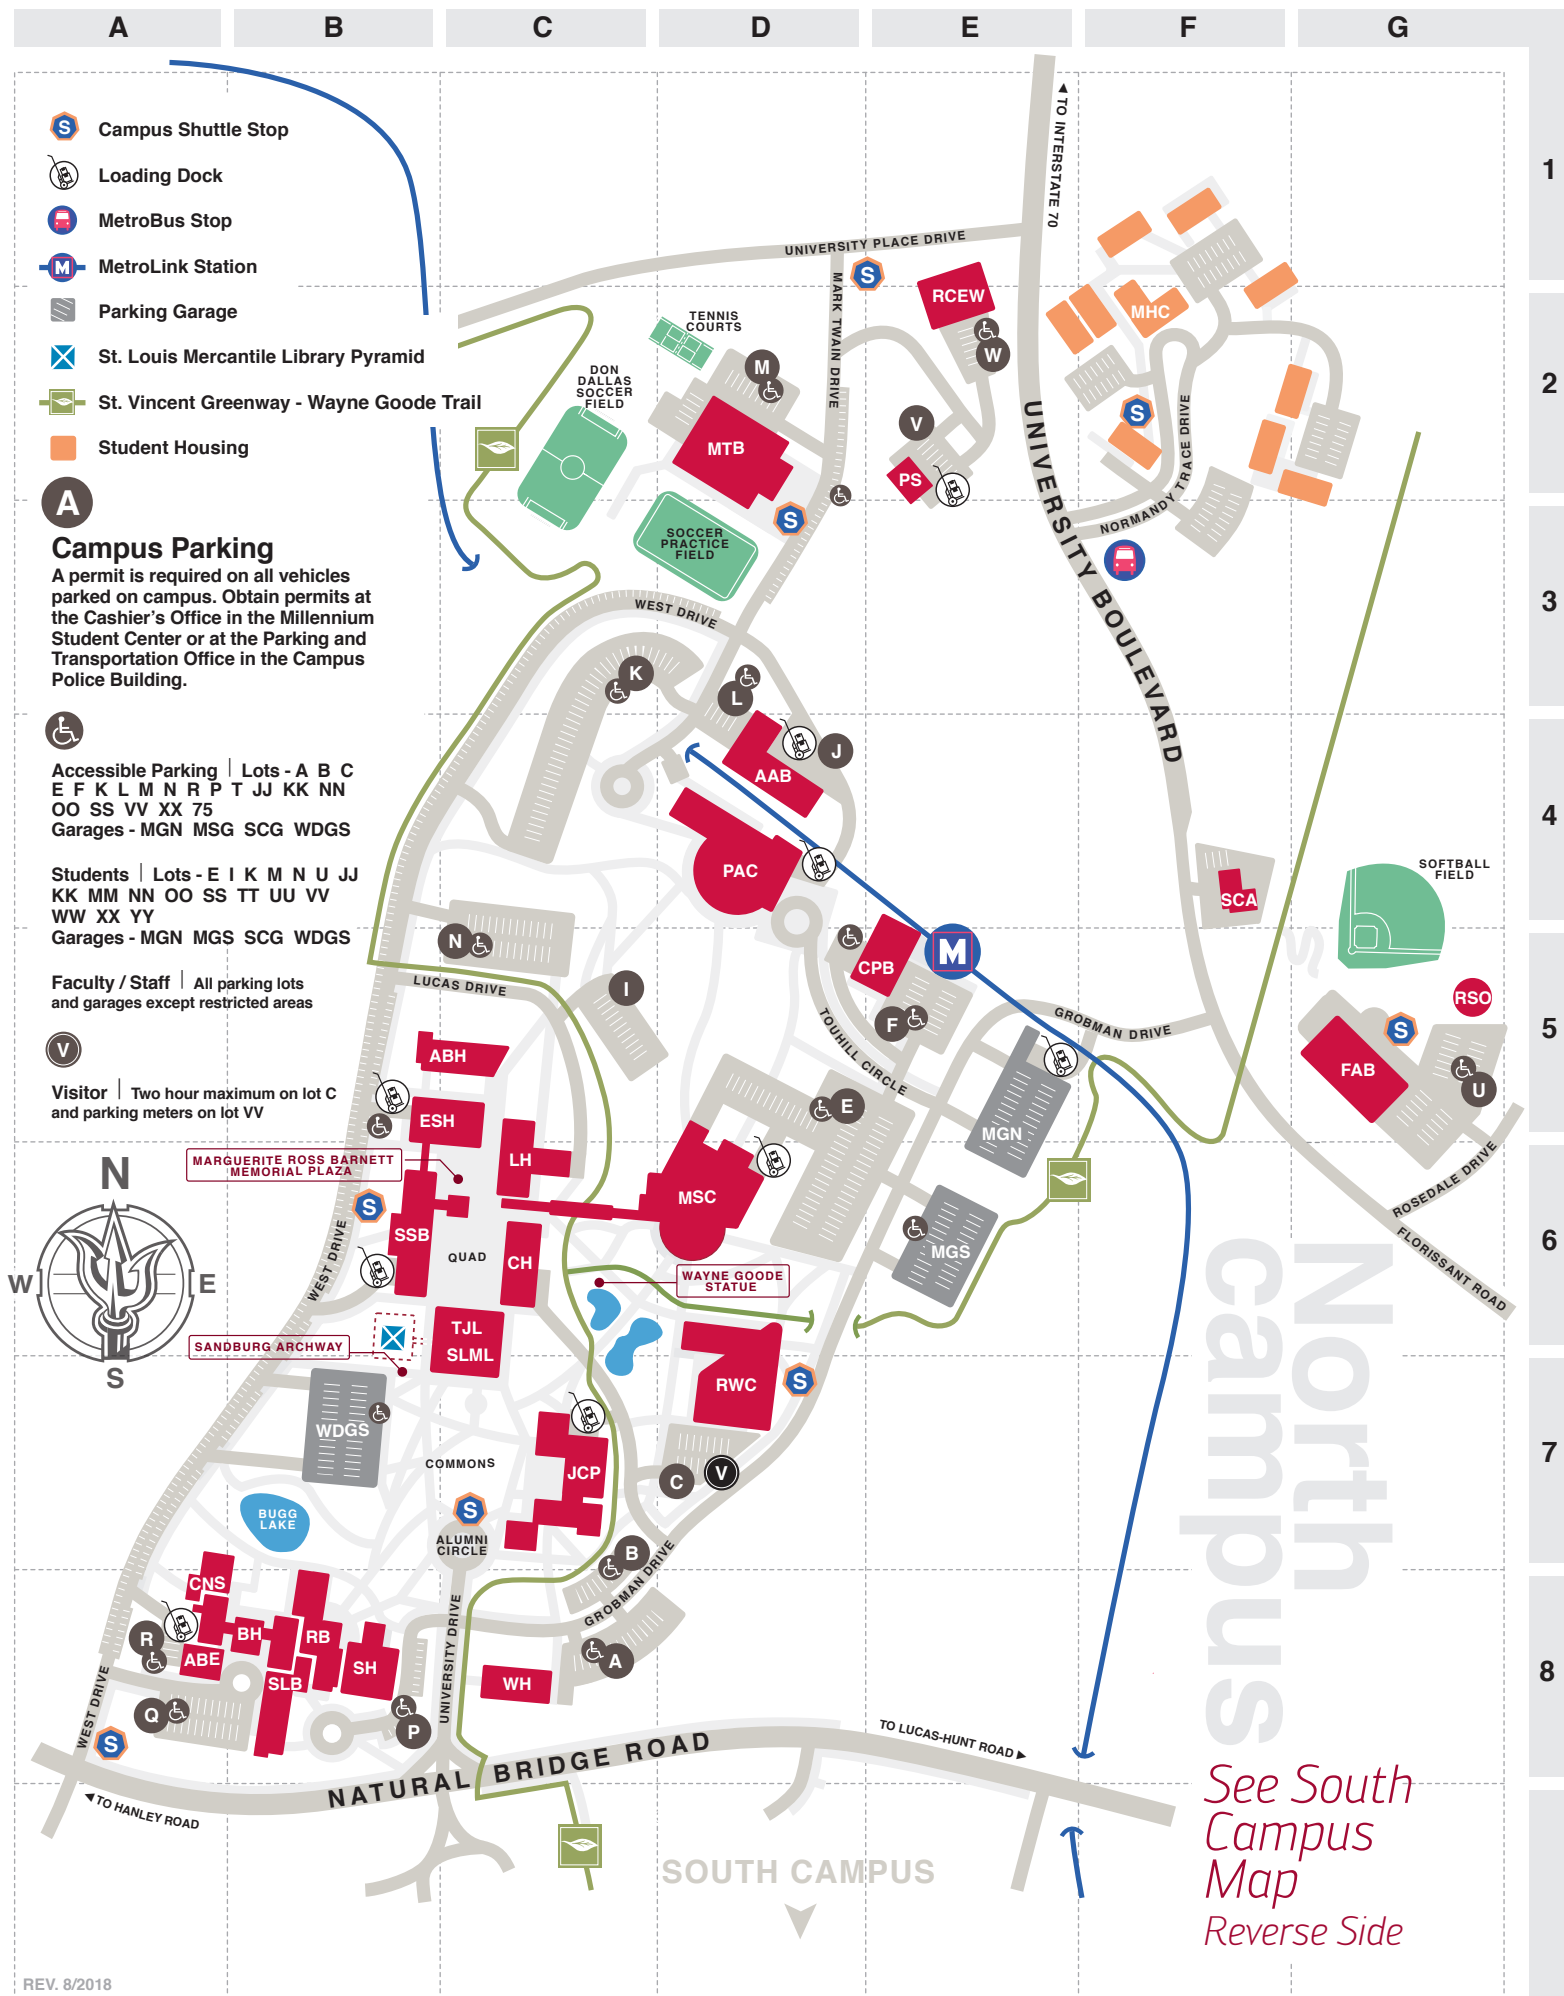 A B C D E F G
1
2
3
4
5
6
7
8
S Campus Shuttle Stop
Loading Dock
MetroBus Stop
M MetroLink Station
Parking Garage
St. Louis Mercantile Library Pyramid
St. Vincent Greenway - Wayne Goode Trail
Student Housing
A
Campus Parking
A permit is required on all vehicles
parked on campus. Obtain permits at
the Cashier's Office in the Millennium
Student Center or at the Parking and
Transportation Office in the Campus
Police Building.
Accessible Parking | Lots - A B C
E F K L M N R P T JJ KK NN
OO SS VV XX 75
Garages - MGN MSG SCG WDGS
Students | Lots - E I K M N U JJ
KK MM NN OO SS TT UU VV
WW XX YY
Garages - MGN MGS SCG WDGS
Faculty / Staff | All parking lots
and garages except restricted areas
V
Visitor | Two hour maximum on lot C
and parking meters on lot VV
N
W
E
S
TO INTERSTATE 70
UNIVERSITY PLACE DRIVE
MARK TWAIN DRIVE
S
RCEW
W
MHC
TENNIS
COURTS
M
DON
DALLAS
SOCCER
FIELD
MTB
V
PS
S
S
SOCCER
PRACTICE
FIELD
UNIVERSITY BOULEVARD
NORMANDY TRACE DRIVE
WEST DRIVE
K
L
J
AAB
PAC
SCA
SOFTBALL
FIELD
N
CPB
M
LUCAS DRIVE
I
F
TOUHILL CIRCLE
GROBMAN DRIVE
RSO
S
FAB
U
ABH
ESH
E
MGN
LH
MARGUERITE ROSS BARNETT
MEMORIAL PLAZA
S
MSC
SSB
QUAD
CH
MGS
ROSEDALE DRIVE
FLORISSANT ROAD
WEST DRIVE
WAYNE GOODE
STATUE
TJL
SLML
SANDBURG ARCHWAY
RWC
S
WDGS
COMMONS
JCP
C
V
S
BUGG
LAKE
ALUMNI
CIRCLE
B
GROBMAN DRIVE
CNS
R
BH
RB
ABE
SLB
SH
UNIVERSITY DRIVE
WH
A
Q
P
WEST DRIVE
S
NATURAL BRIDGE ROAD
TO LUCAS-HUNT ROAD
TO HANLEY ROAD
North
campus
S
See South
Campus
Map
Reverse Side
SOUTH CAMPUS
REV. 8/2018